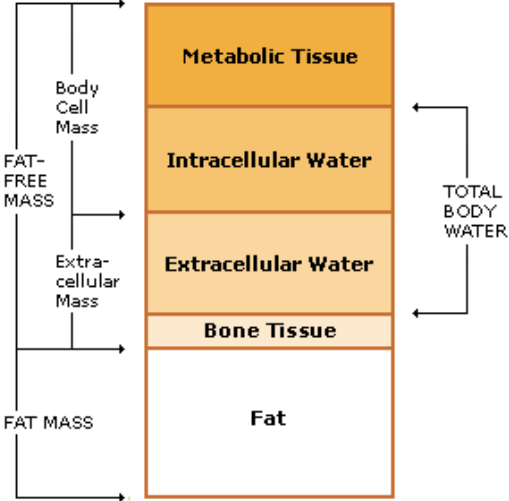 Metabolic Tissue
Body
Cell
Mass
Intracellular Water
FAT-
FREE
MASS
TOTAL
BODY
WATER
Extra-
cellular
Mass
Extracellular Water
Bone Tissue
FAT MASS
Fat